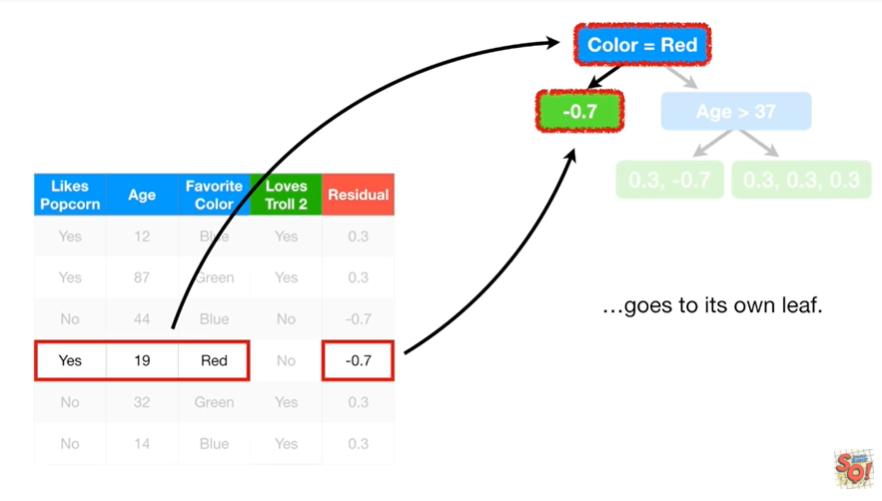 Color = Red
-0.7
Age > 37
0.3, -0.7
0.3, 0.3, 0.3
Likes Popcorn Age Favorite Color Loves Troll 2 Residual
Yes 12 Blue Yes 0.3
Yes 87 Green Yes 0.3
No 44 Blue No -0.7
Yes 19 Red No -0.7
No 32 Green Yes 0.3
No 14 Blue Yes 0.3
…goes to its own leaf.
SQ!